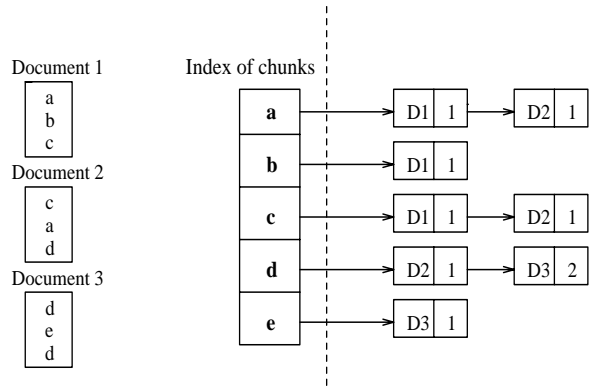 Document 1
a
b
c
Document 2
c
a
d
Document 3
d
e
d
Index of chunks
a D1 1 D2 1
b D1 1
c D1 1 D2 1
d D2 1 D3 2
e D3 1